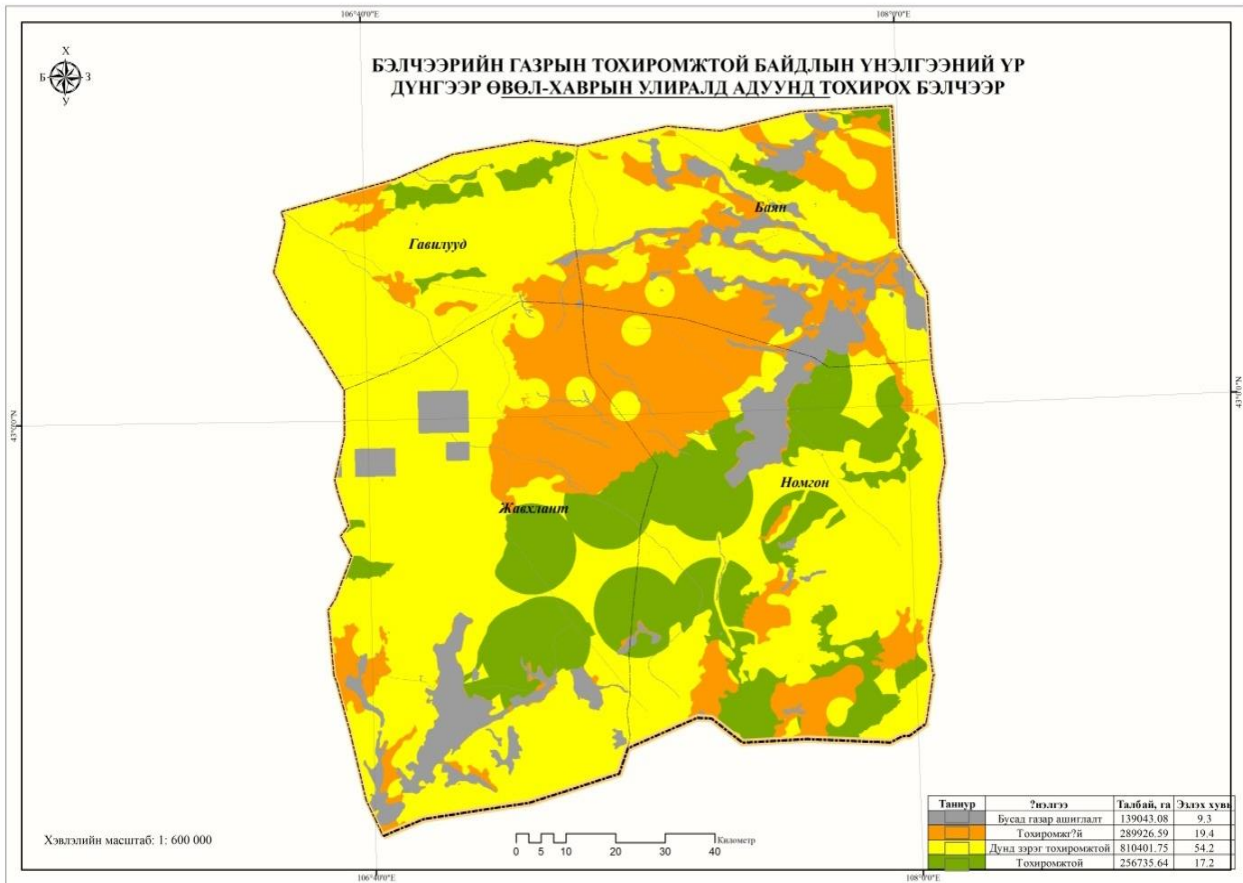 106°40'0"E
108°0'0"E
Х
Б З
У
БЭЛЧЭЭРИЙН ГАЗРЫН ТОХИРОМЖТОЙ БАЙДЛЫН ҮНЭЛГЭЭНИЙ ҮР
ДҮНГЭЭР ӨВӨЛ-ХАВРЫН УЛИРАЛД АДУУНД ТОХИРОХ БЭЛЧЭЭР
Баян
Гавилууд
43°0'0"N
43°0'0"N
Номгон
Жавхлант
Хэвлэлийн масштаб: 1: 600 000
Километр
0 5 10 20 30 40
Таниур ?нэлгээ Талбай, га Эзлэх хувь
Бусад газар ашиглалт 139043.08 9.3
Тохиромжг?й 289926.59 19.4
Дунд зэрэг тохиромжтой 810401.75 54.2
Тохиромжтой 256735.64 17.2
106°40'0"E
108°0'0"E